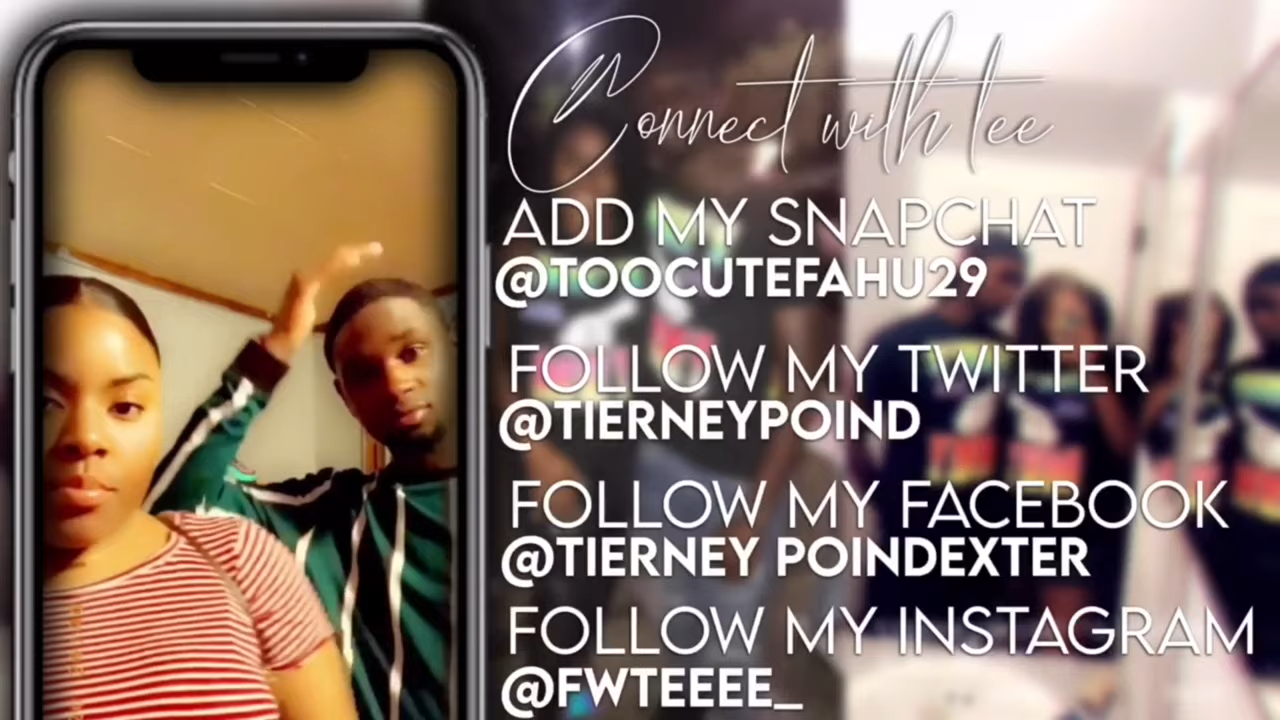 Connect with tee
ADD MY SNAPCHAT
@TOOCUTEFAHU29
FOLLOW MY TWITTER
@TIERNEYPOIND
FOLLOW MY FACEBOOK
@TIERNEY POINDEXTER
FOLLOW MY INSTAGRAM
@FWTEEEE_